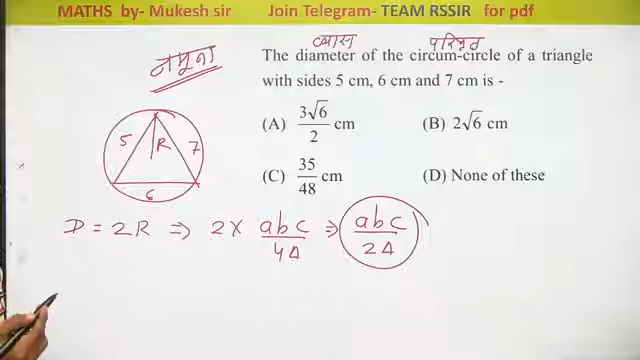 MATHS by- Mukesh sir Join Telegram- TEAM RSSIR for pdf
व्यास परिवृत
नमूना
The diameter of the circum-circle of a triangle
with sides 5 cm, 6 cm and 7 cm is -
(A) 3√6/2 cm (B) 2√6 cm
(C) 35/48 cm (D) None of these
5 R 7
6
D = 2R ⇒ 2 × abc/4Δ ⇒ abc/2Δ